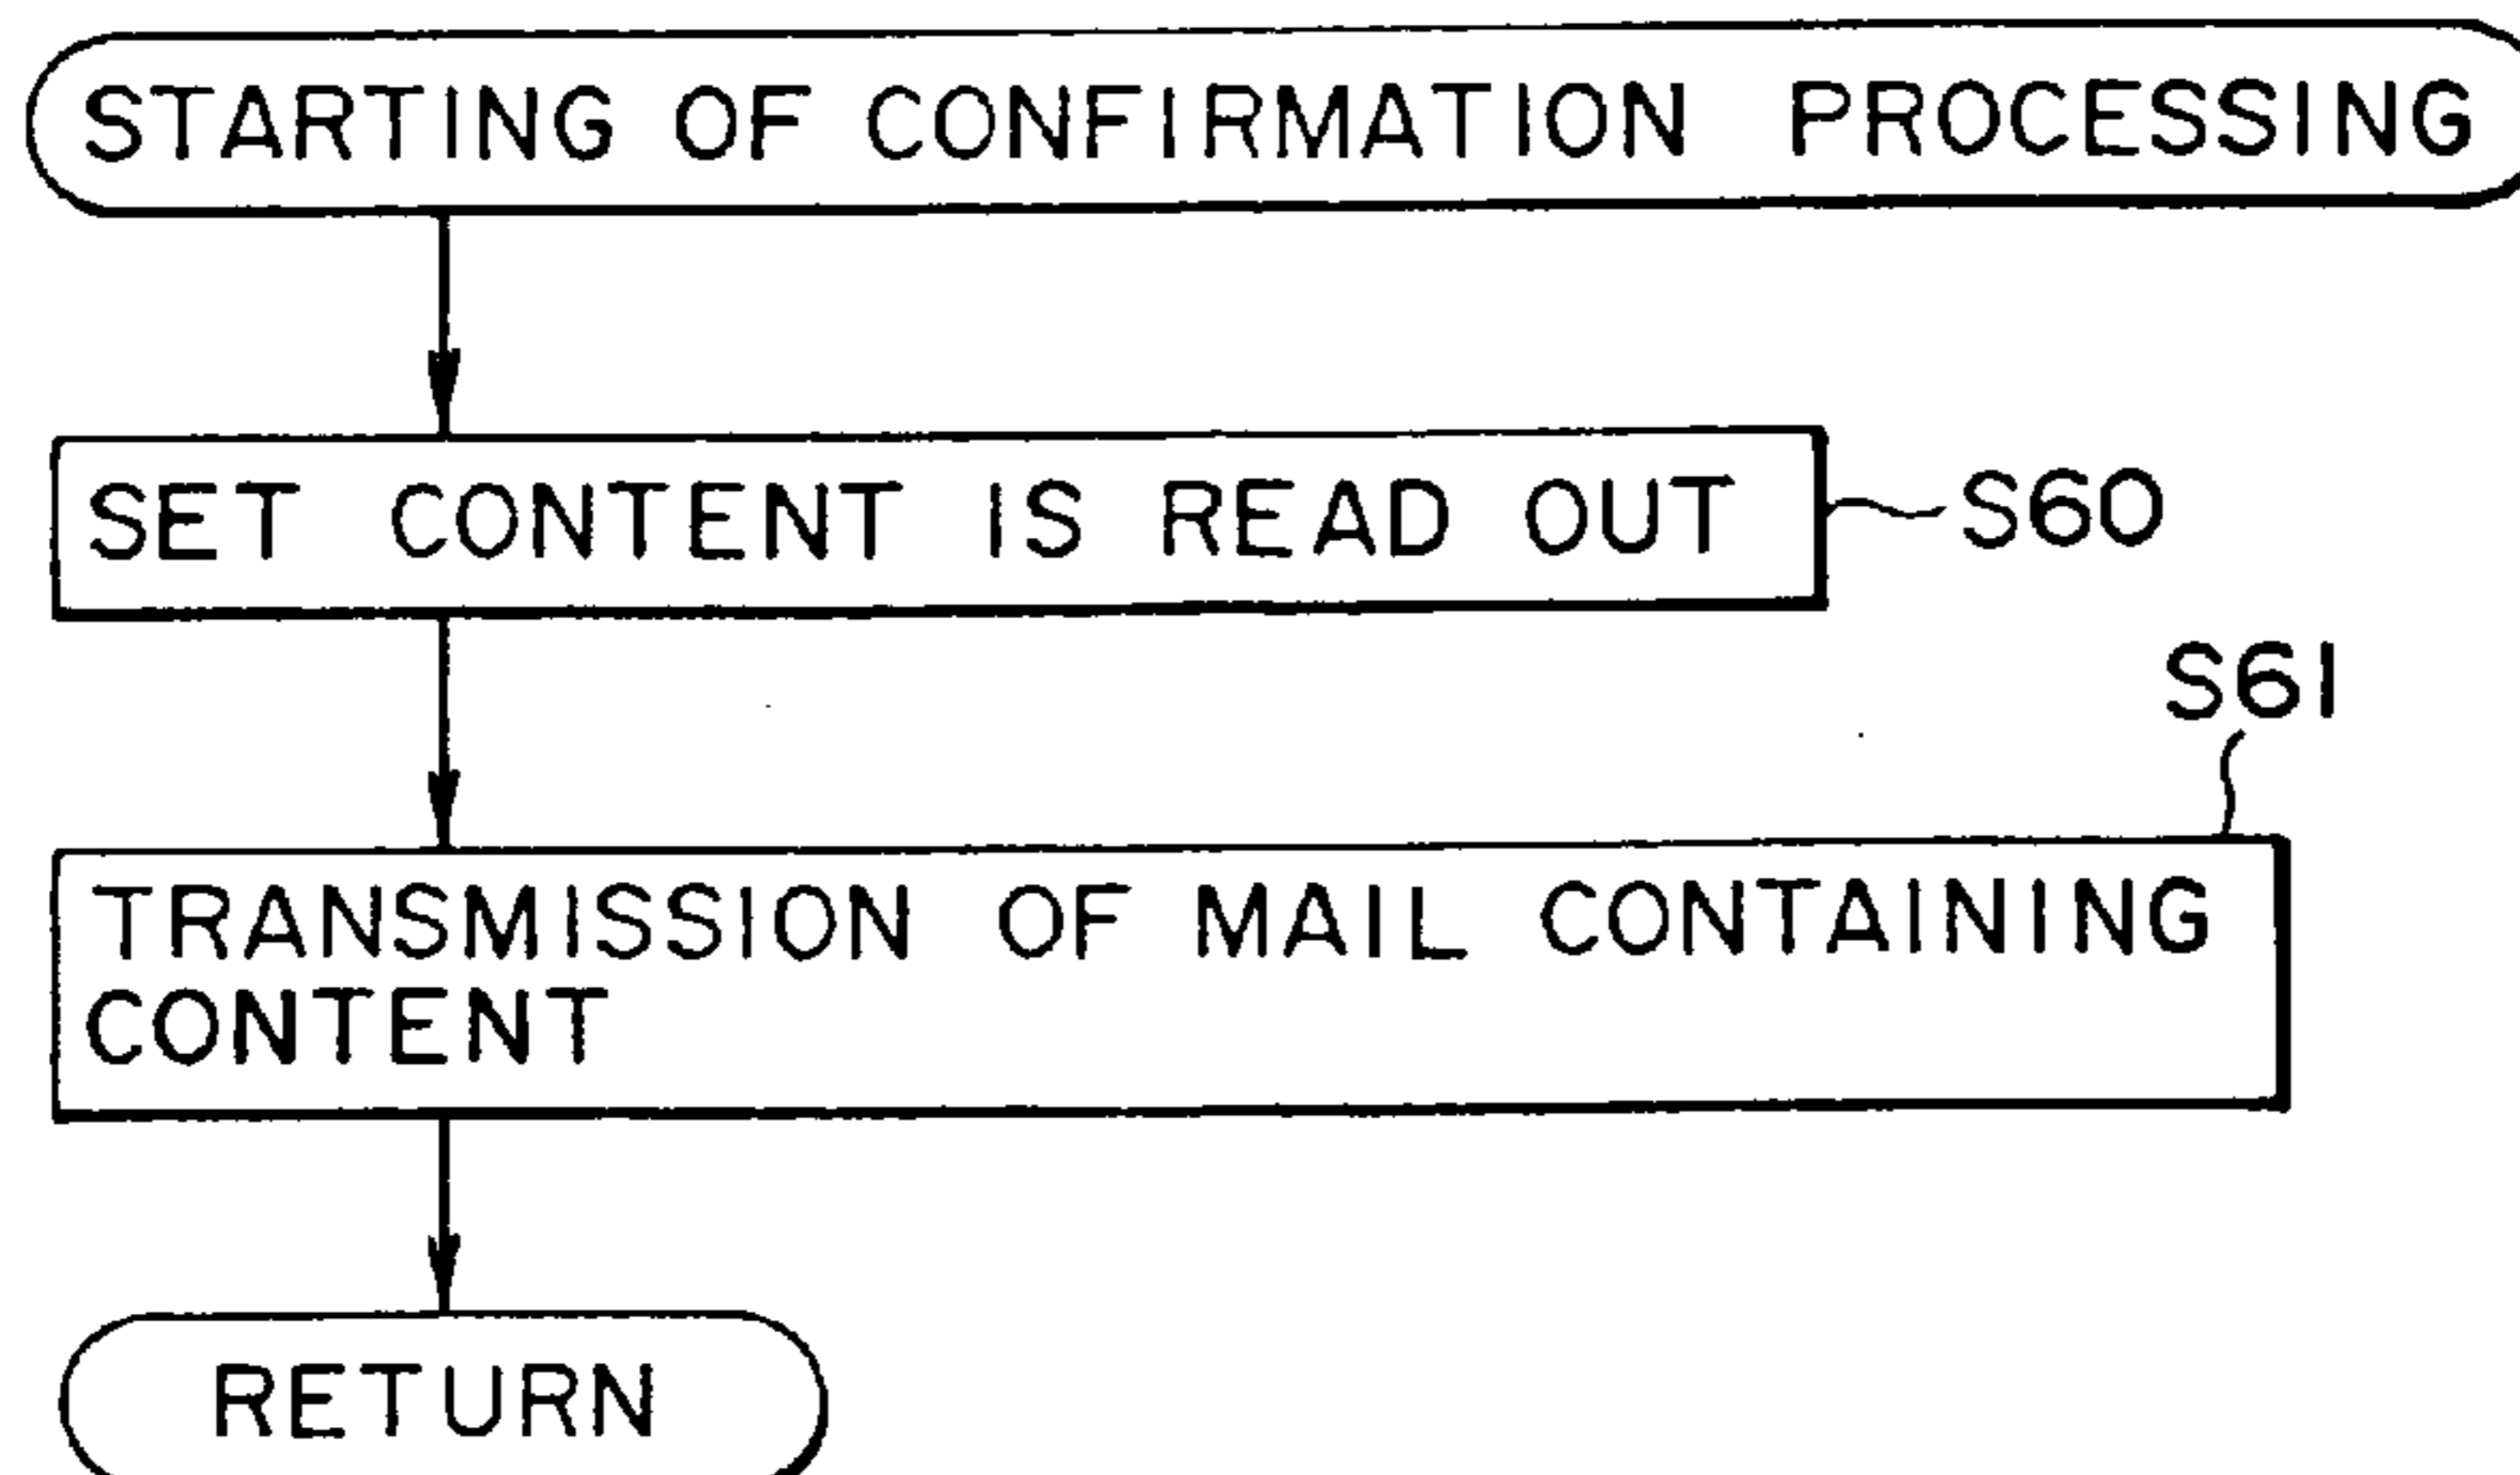 STARTING OF CONFIRMATION PROCESSING
SET CONTENT IS READ OUT
S60
S61
TRANSMISSION OF MAIL CONTAINING
CONTENT
RETURN